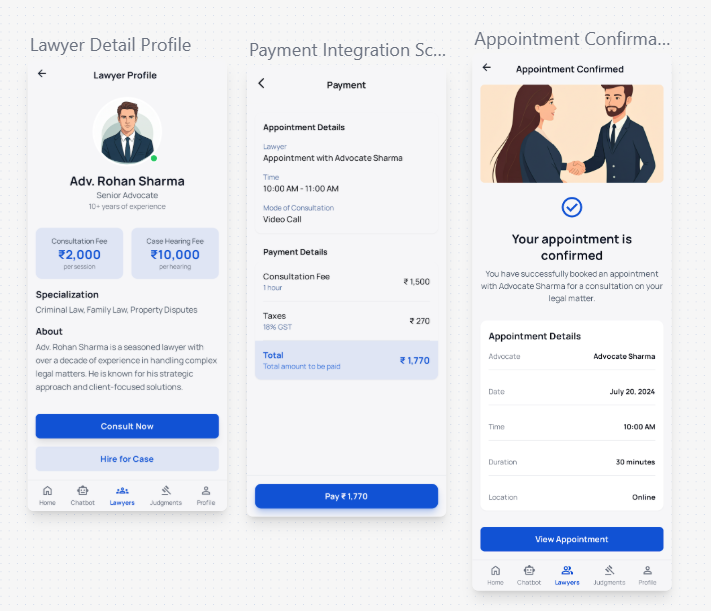 Lawyer Detail Profile
Lawyer Profile
Adv. Rohan Sharma
Senior Advocate
10+ years of experience
Consultation Fee
₹2,000
per session
Case Hearing Fee
₹10,000
per hearing
Specialization
Criminal Law, Family Law, Property Disputes
About
Adv. Rohan Sharma is a seasoned lawyer with
over a decade of experience in handling complex
legal matters. He is known for his strategic
approach and client-focused solutions.
Consult Now
Hire for Case
Home Chatbot Lawyers Judgments Profile
Payment Integration Sc...
Payment
Appointment Details
Lawyer
Appointment with Advocate Sharma
Time
10:00 AM - 11:00 AM
Mode of Consultation
Video Call
Payment Details
Consultation Fee
1 hour
₹ 1,500
Taxes
18% GST
₹ 270
Total
Total amount to be paid
₹ 1,770
Pay ₹ 1,770
Appointment Confirma...
Appointment Confirmed
Your appointment is
confirmed
You have successfully booked an appointment
with Advocate Sharma for a consultation on your
legal matter.
Appointment Details
Advocate Advocate Sharma
Date July 20, 2024
Time 10:00 AM
Duration 30 minutes
Location Online
View Appointment
Home Chatbot Lawyers Judgments Profile